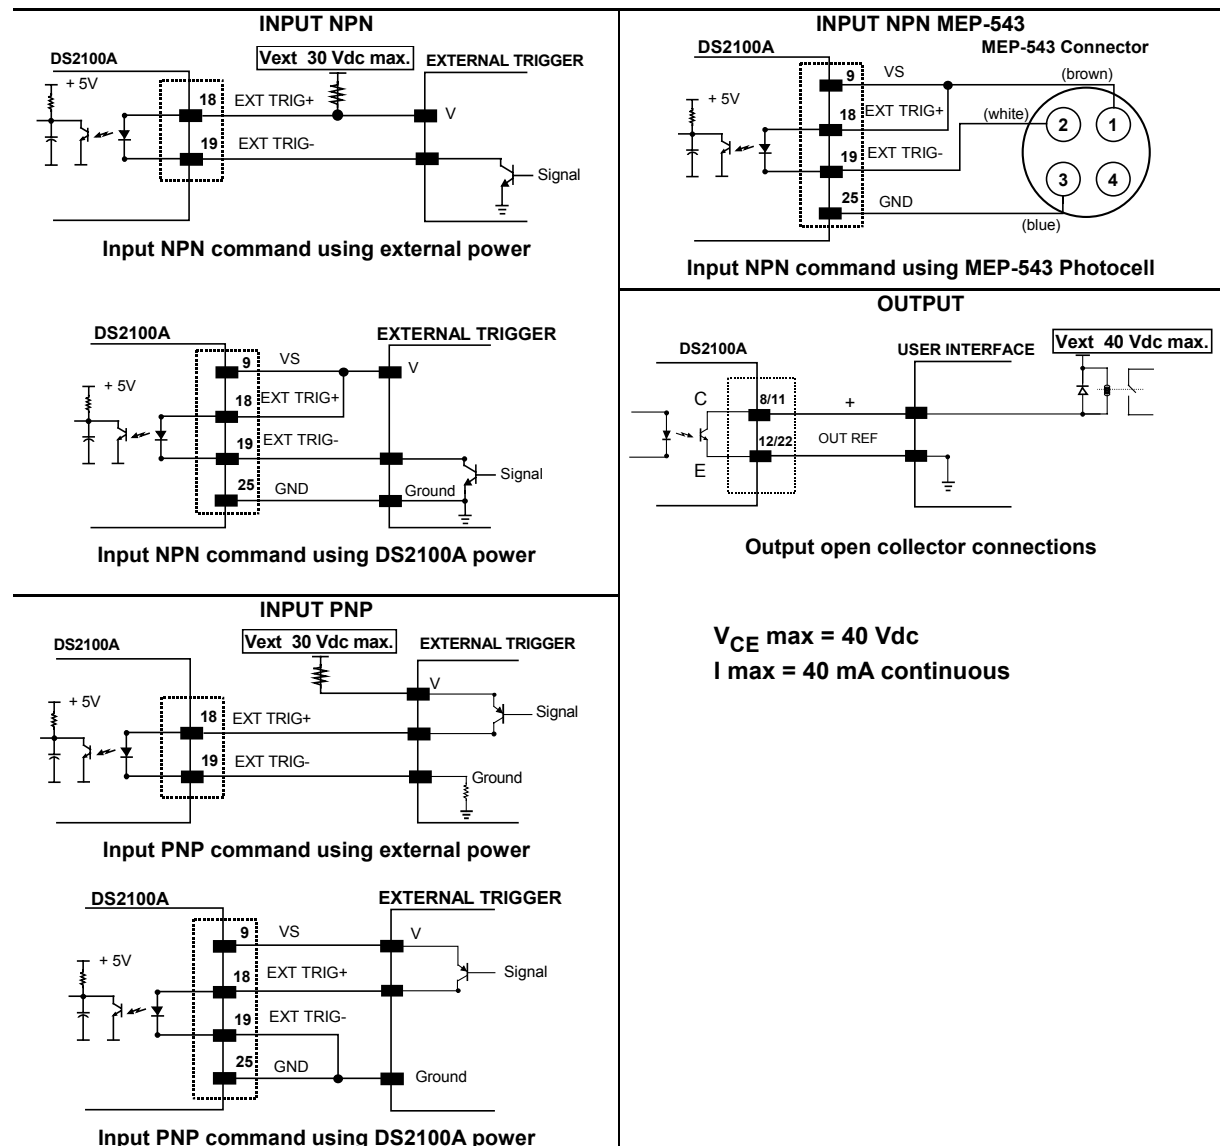 INPUT NPN
DS2100A
Vext 30 Vdc max.
EXTERNAL TRIGGER
+ 5V
18
EXT TRIG+
V
19
EXT TRIG-
Signal
Input NPN command using external power
DS2100A
EXTERNAL TRIGGER
9
VS
V
+ 5V
18
EXT TRIG+
19
EXT TRIG-
Signal
25
GND
Ground
Input NPN command using DS2100A power
INPUT PNP
DS2100A
Vext 30 Vdc max.
EXTERNAL TRIGGER
+ 5V
V
18
EXT TRIG+
Signal
19
EXT TRIG-
Ground
Input PNP command using external power
DS2100A
EXTERNAL TRIGGER
9
VS
V
+ 5V
18
EXT TRIG+
Signal
19
EXT TRIG-
25
GND
Ground
Input PNP command using DS2100A power
INPUT NPN MEP-543
DS2100A
MEP-543 Connector
9
VS
(brown)
+ 5V
18
EXT TRIG+
(white)
2
1
19
EXT TRIG-
3
4
25
GND
(blue)
Input NPN command using MEP-543 Photocell
OUTPUT
DS2100A
USER INTERFACE
Vext 40 Vdc max.
C
8/11
+
12/22
OUT REF
E
Output open collector connections
VCE max = 40 Vdc
I max = 40 mA continuous